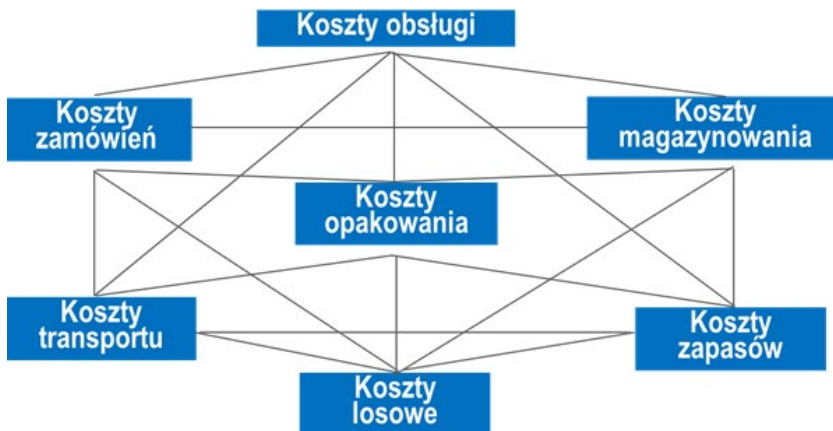 Koszty obsługi
Koszty
zamówień
Koszty
magazynowania
Koszty
opakowania
Koszty
transportu
Koszty
zapasów
Koszty
losowe